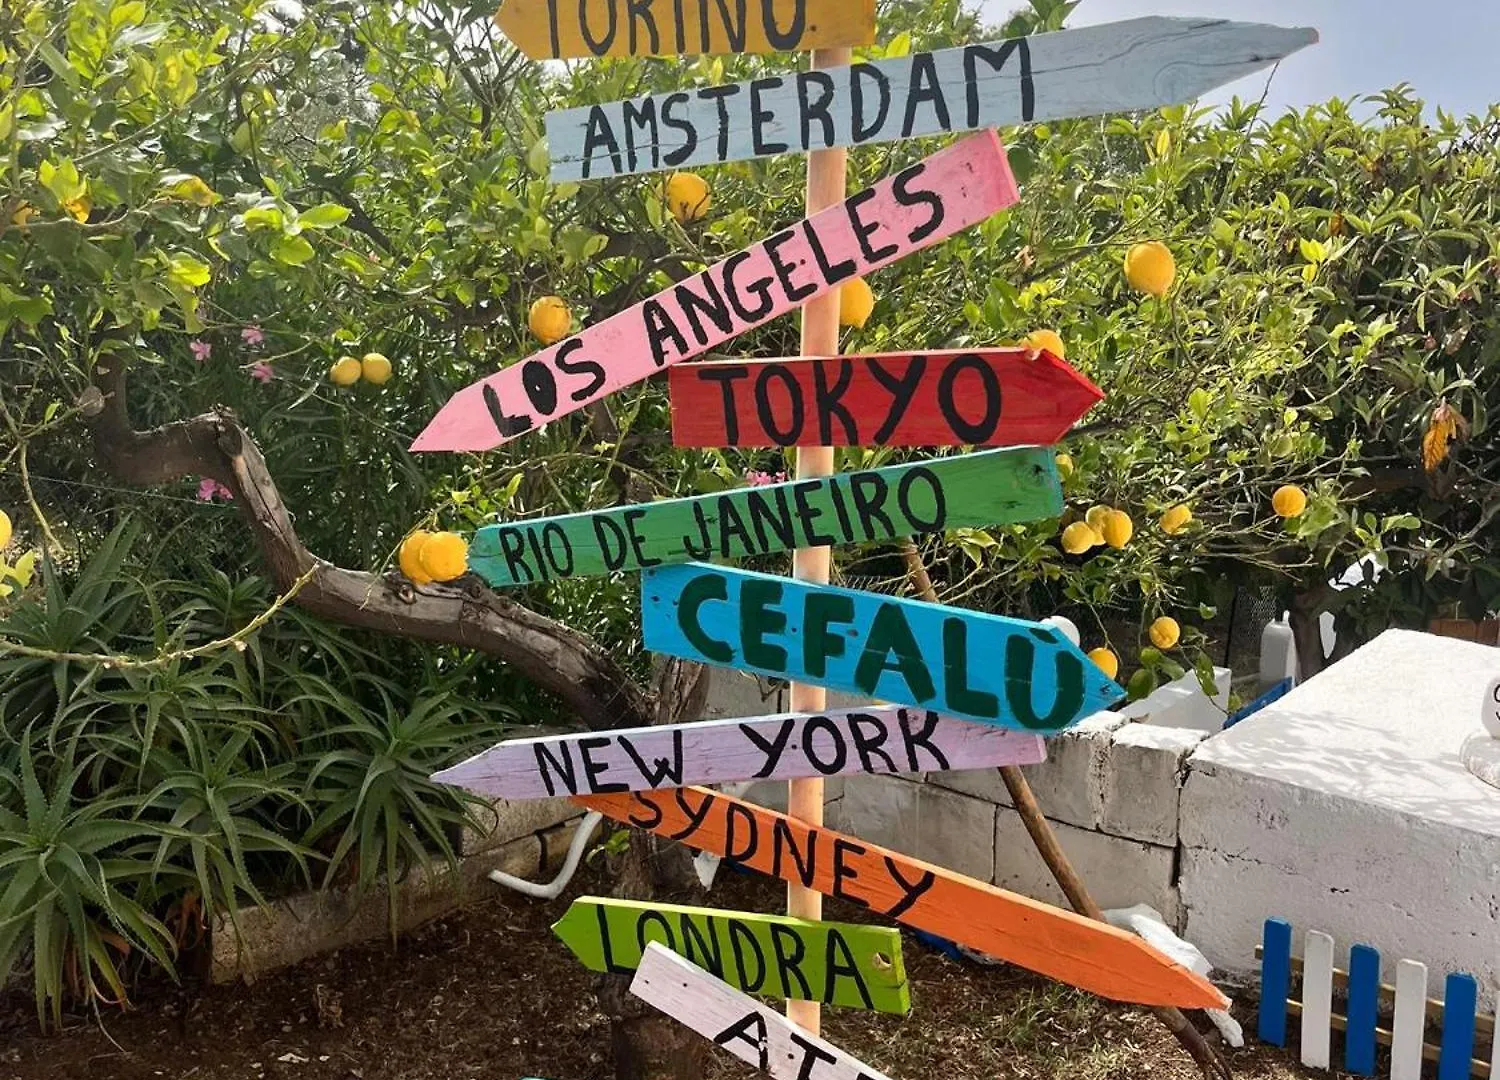 TORINO
AMSTERDAM
LOS ANGELES
TOKYO
RIO DE JANEIRO
CEFALÙ
NEW YORK
SYDNEY
LONDRA